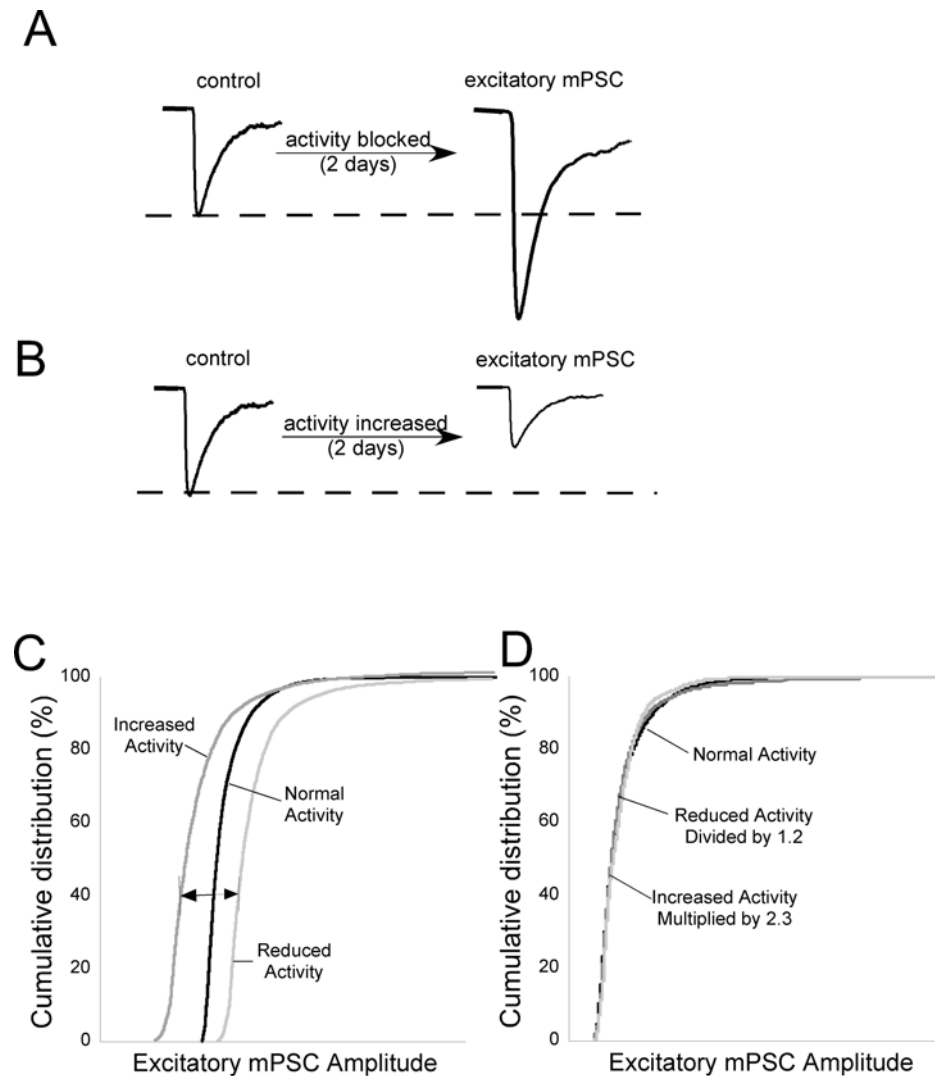 A
control
excitatory mPSC
activity blocked
(2 days)
B
control
excitatory mPSC
activity increased
(2 days)
C
Cumulative distribution (%)
100
80
60
40
20
0
Increased
Activity
Normal
Activity
Reduced
Activity
Excitatory mPSC Amplitude
D
Cumulative distribution (%)
100
80
60
40
20
0
Normal Activity
Reduced Activity
Divided by 1.2
Increased Activity
Multiplied by 2.3
Excitatory mPSC Amplitude